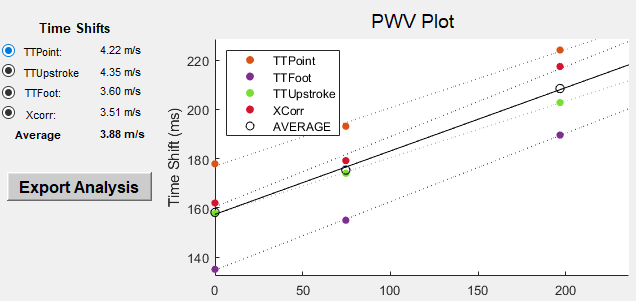 Time Shifts
TTPoint: 4.22 m/s
TTUpstroke 4.35 m/s
TTFoot: 3.60 m/s
Xcorr: 3.51 m/s
Average 3.88 m/s
Export Analysis
PWV Plot
Time Shift (ms)
220
200
180
160
140
TTPoint
TTFoot
TTUpstroke
XCorr
AVERAGE
0 50 100 150 200